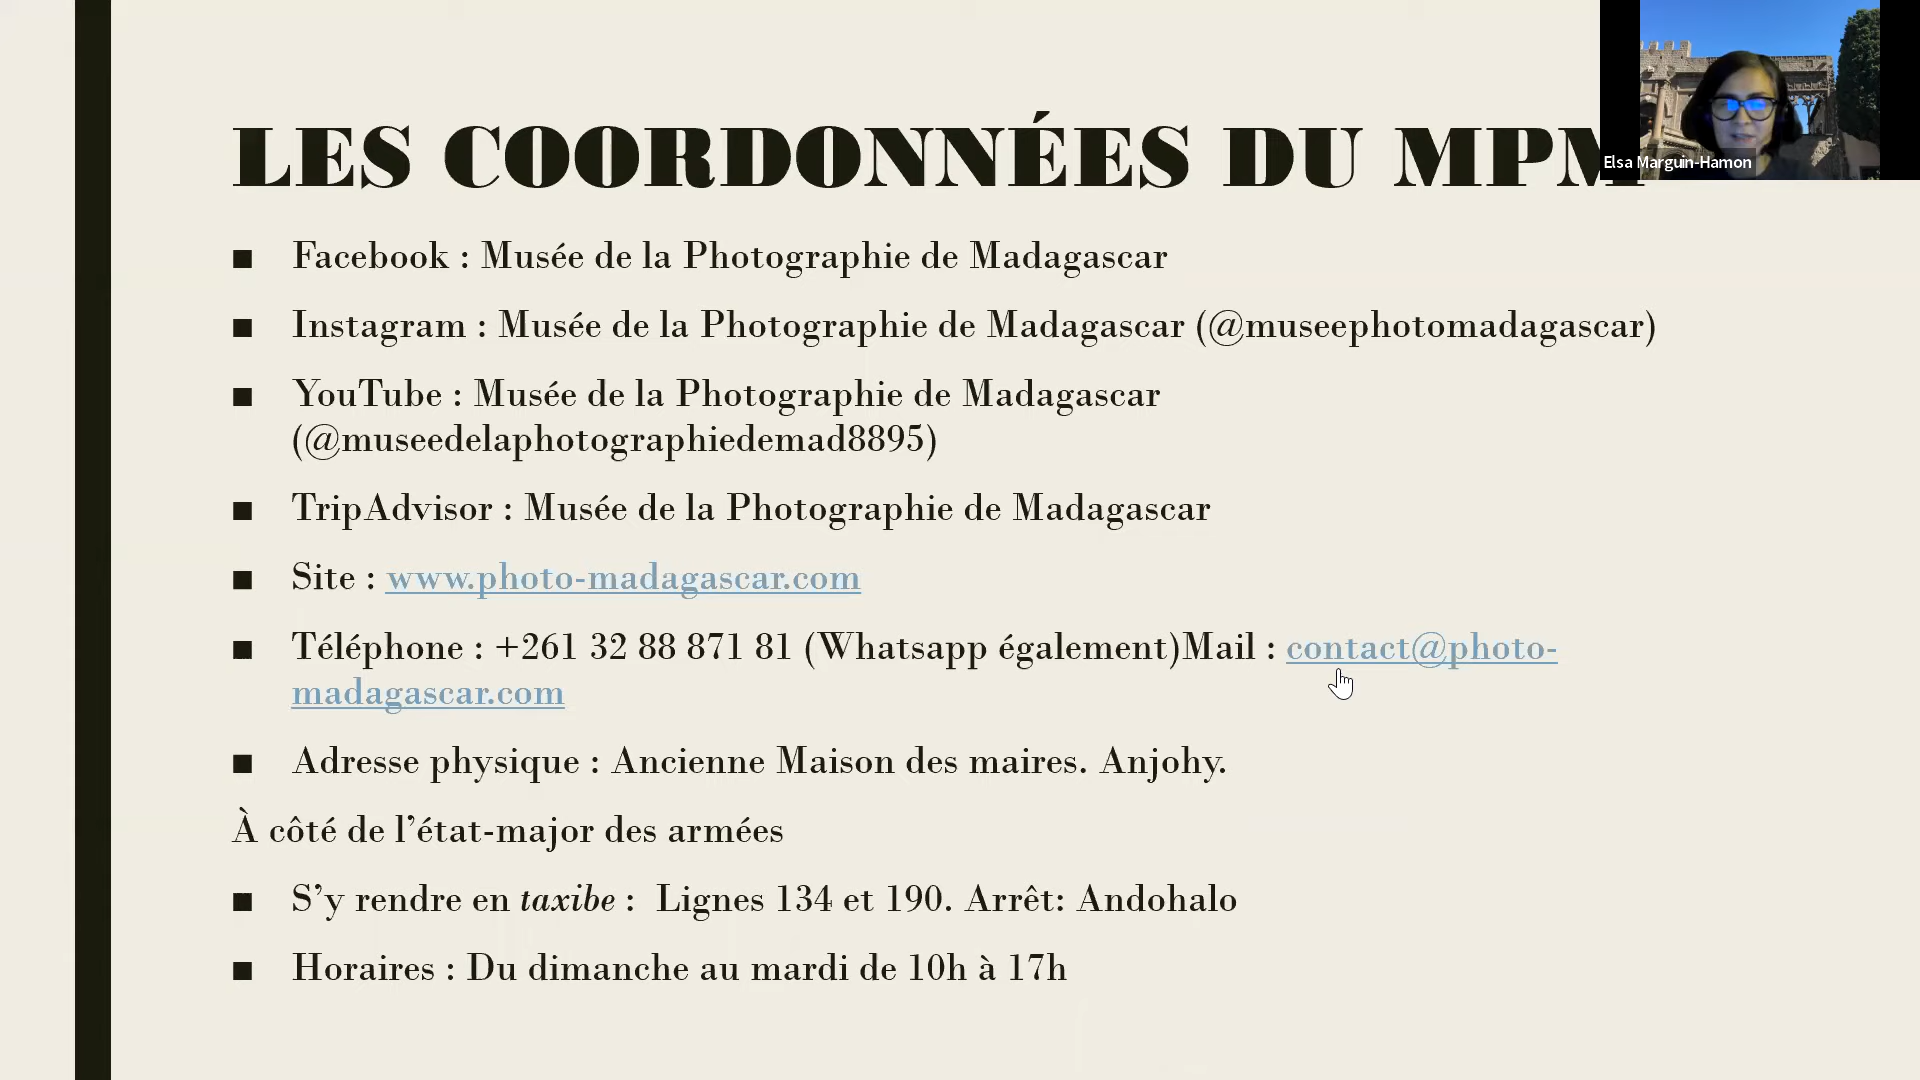 LES COORDONNÉES DU MPM
Elsa Marguin-Hamon
■ Facebook : Musée de la Photographie de Madagascar
■ Instagram : Musée de la Photographie de Madagascar (@museephotomadagascar)
■ YouTube : Musée de la Photographie de Madagascar
(@museedelaphotographiedemad8895)
■ TripAdvisor : Musée de la Photographie de Madagascar
■ Site : www.photo-madagascar.com
■ Téléphone : +261 32 88 871 81 (Whatsapp également)Mail : contact@photo-
madagascar.com
■ Adresse physique : Ancienne Maison des maires. Anjohy.
À côté de l’état-major des armées
■ S’y rendre en taxibe : Lignes 134 et 190. Arrêt: Andohalo
■ Horaires : Du dimanche au mardi de 10h à 17h